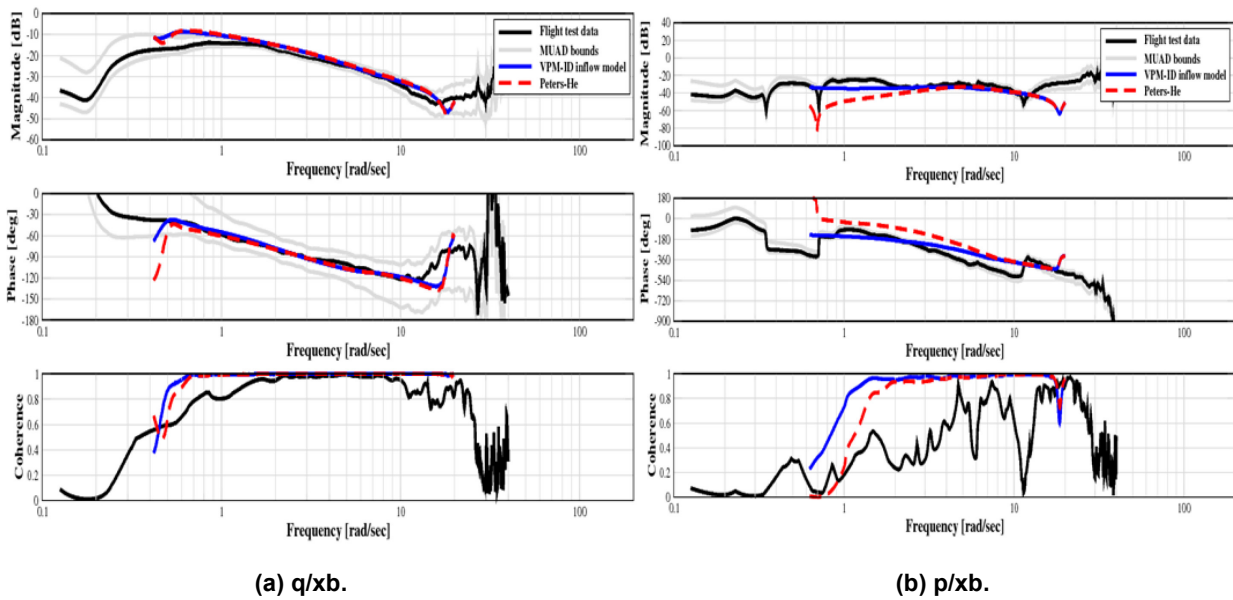 0
-10
-20
-30
-40
-50
-60
Magnitude [dB]
Flight test data
MUAD bounds
VPM-ID inflow model
Peters-He
0.1
1
10
100
Frequency [rad/sec]
0
-30
-60
-90
-120
-150
-180
Phase [deg]
0.1
1
10
100
Frequency [rad/sec]
1
0.8
0.6
0.4
0.2
0
Coherence
0.1
1
10
100
Frequency [rad/sec]
(a) q/xb.
40
20
0
-20
-40
-60
-80
-100
Magnitude [dB]
Flight test data
MUAD bounds
VPM-ID inflow model
Peters-He
0.1
1
10
100
Frequency [rad/sec]
180
0
-180
-360
-540
-720
-900
Phase [deg]
0.1
1
10
100
Frequency [rad/sec]
1
0.8
0.6
0.4
0.2
0
Coherence
0.1
1
10
100
Frequency [rad/sec]
(b) p/xb.